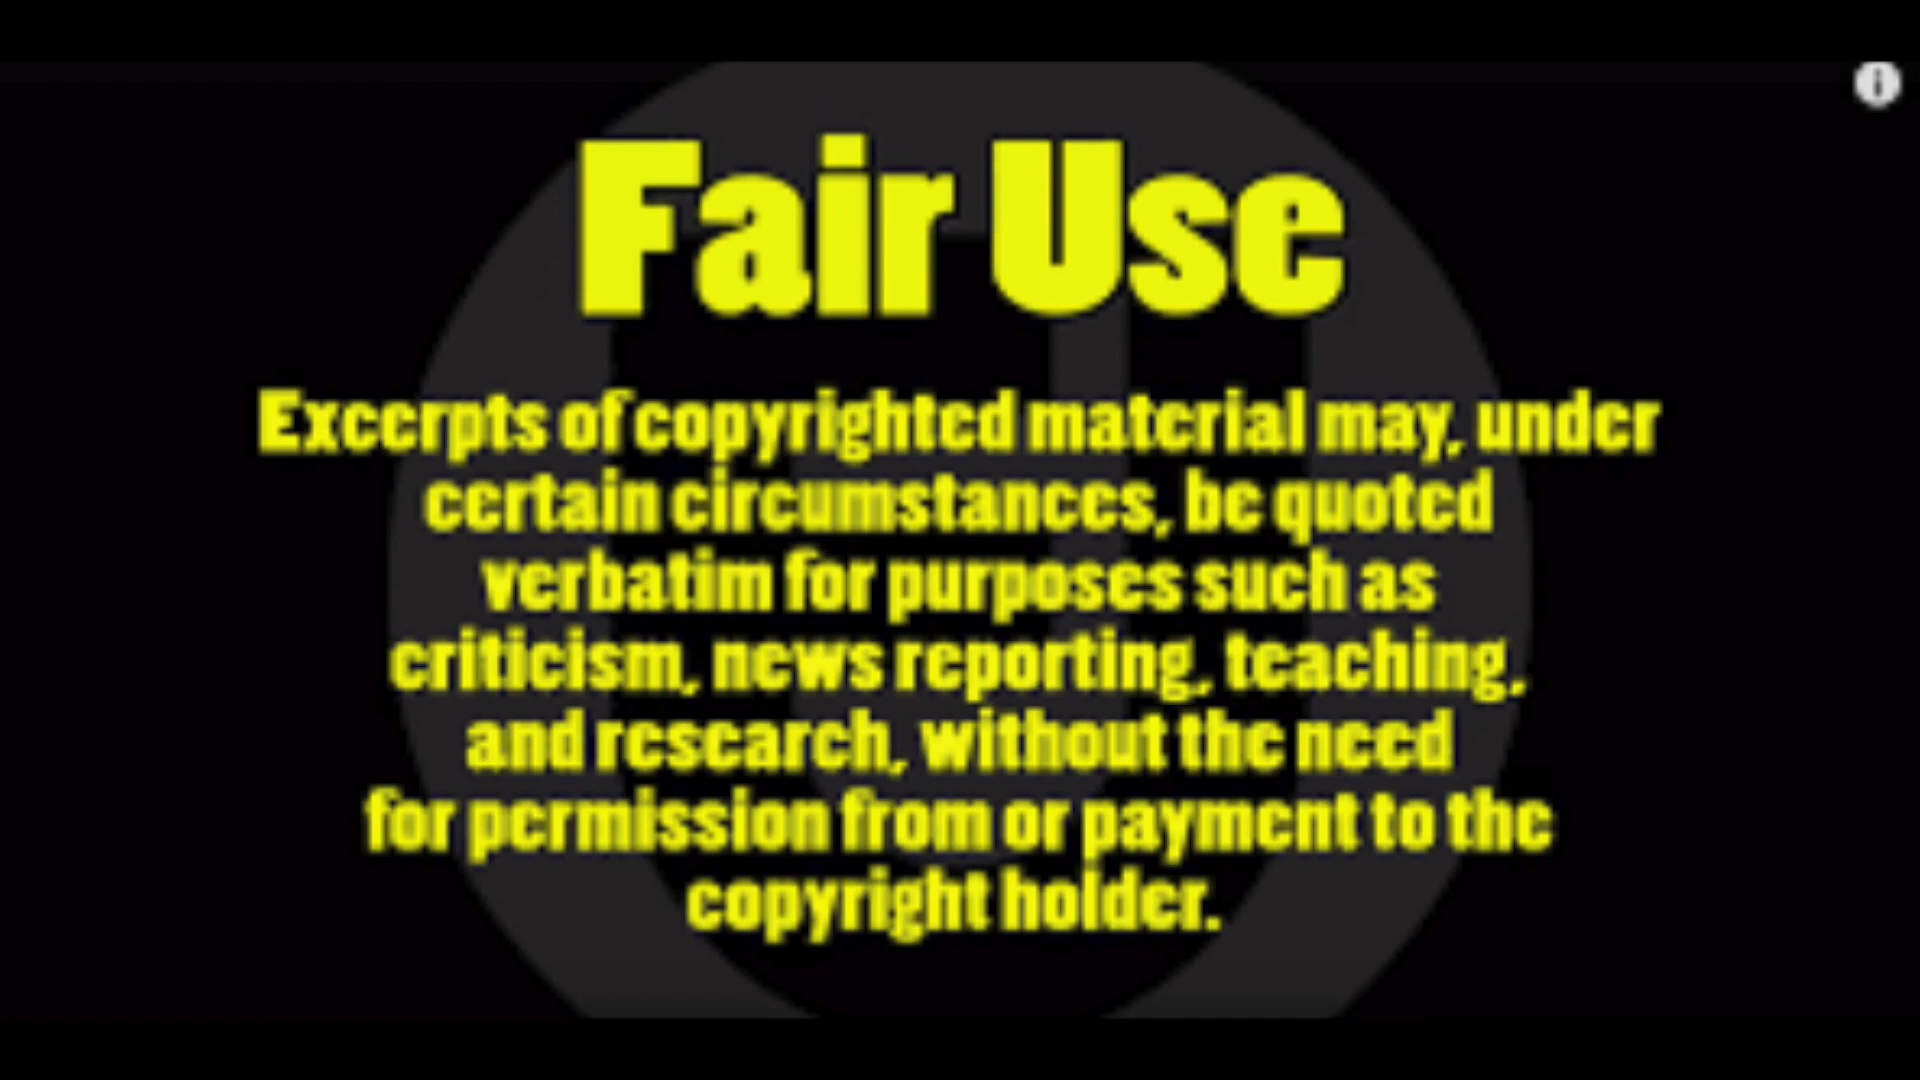 Fair Use
Excerpts of copyrighted material may, under
certain circumstances, be quoted
verbatim for purposes such as
criticism, news reporting, teaching,
and research, without the need
for permission from or payment to the
copyright holder.